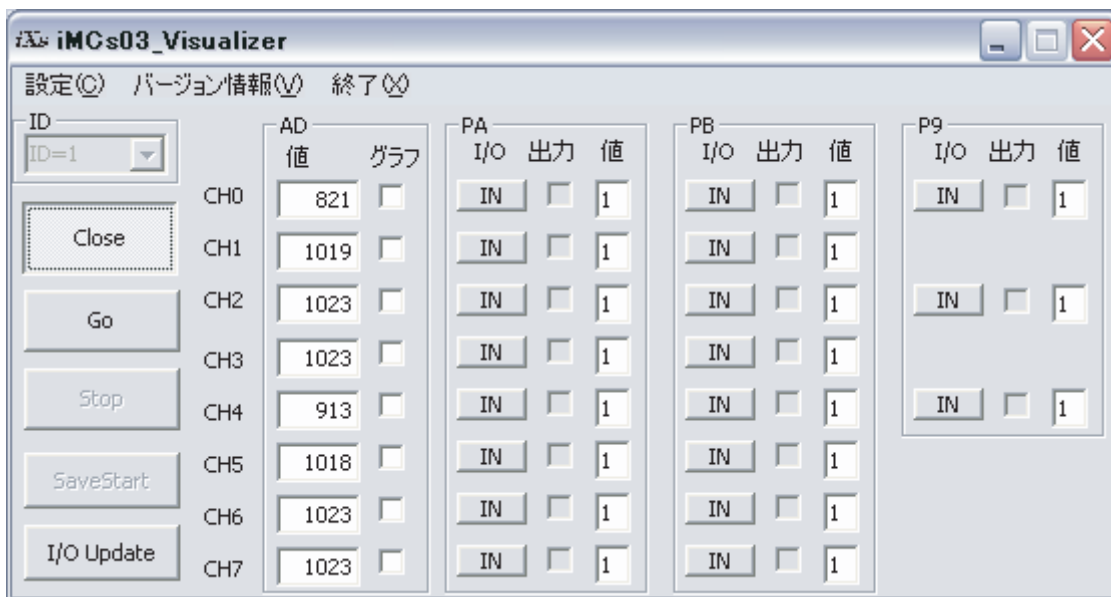 iXs iMCs03_Visualizer
設定(C) バージョン情報(V) 終了(X)
ID
ID=1
Close
Go
Stop
SaveStart
I/O Update
AD
値 グラフ
CH0 821
CH1 1019
CH2 1023
CH3 1023
CH4 913
CH5 1018
CH6 1023
CH7 1023
PA
I/O 出力 値
IN 1
IN 1
IN 1
IN 1
IN 1
IN 1
IN 1
IN 1
PB
I/O 出力 値
IN 1
IN 1
IN 1
IN 1
IN 1
IN 1
IN 1
IN 1
P9
I/O 出力 値
IN 1
IN 1
IN 1